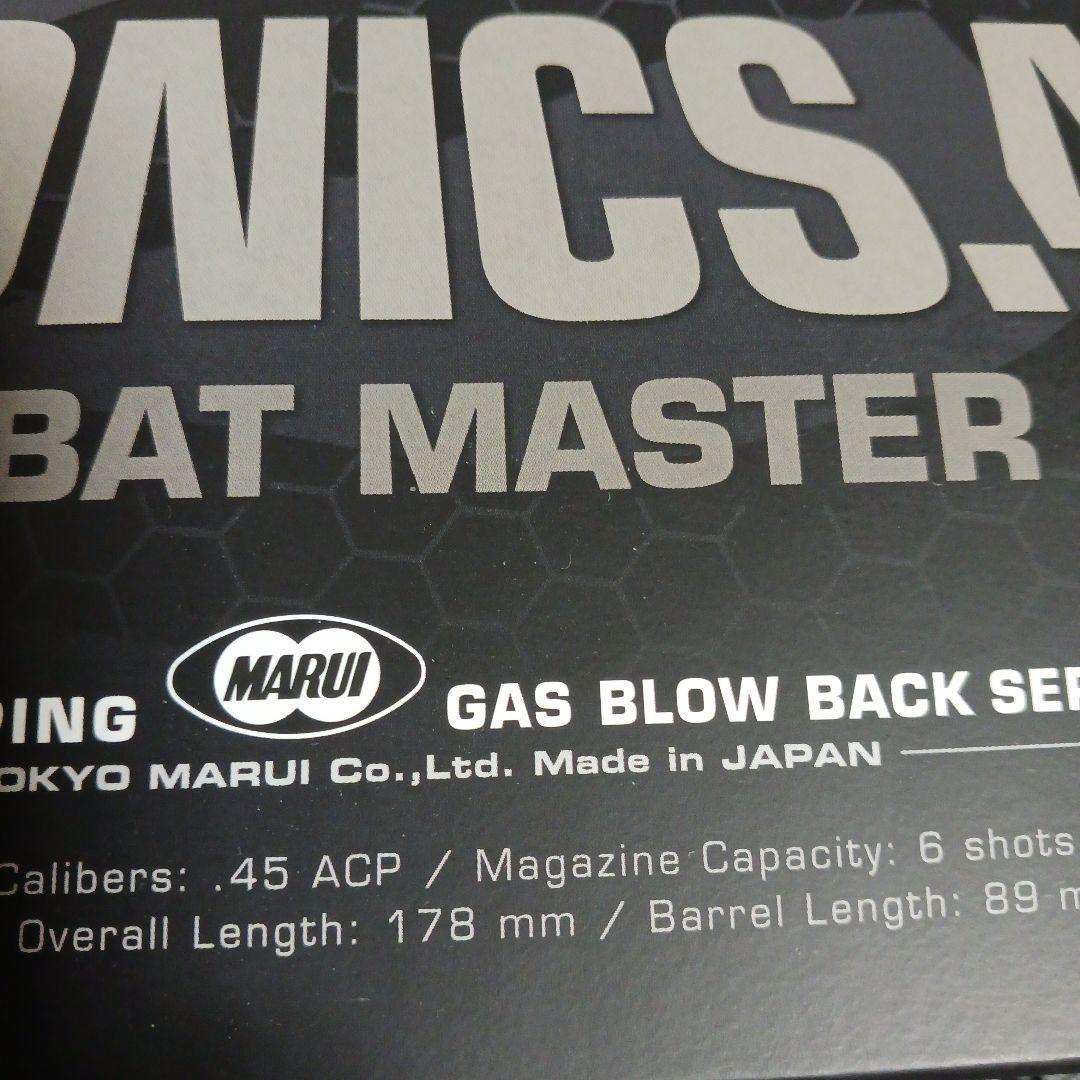 ONICS.
BAT MASTER
DING MARUI GAS BLOW BACK SER
OKYO MARUI Co.,Ltd. Made in JAPAN
Calibers: .45 ACP / Magazine Capacity: 6 shots
Overall Length: 178 mm / Barrel Length: 89 m